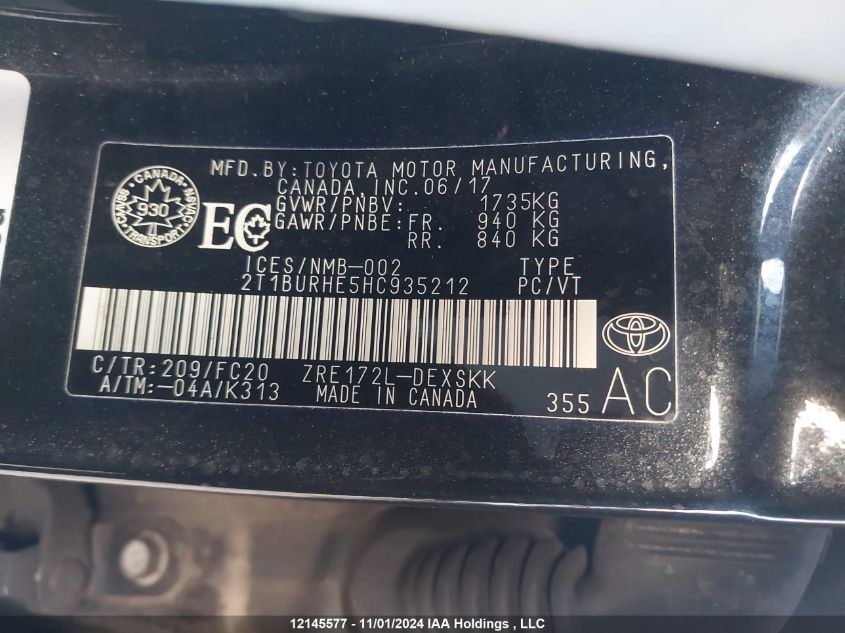 MFD.BY:TOYOTA MOTOR MANUFACTURING,
CANADA,INC.06/17
GVWR/PNBV: 1735KG
GAWR/PNBE:FR. 940 KG
RR. 840 KG
CANADA
930
TRANSPORT
EC
ICES/NMB-002 TYPE
2T1BURHE5HC935212 PC/VT
C/TR:209/FC20 ZRE172L-DEXSKK
A/TM:-04A/K313 MADE IN CANADA 355 AC
12145577 - 11/01/2024 IAA Holdings , LLC